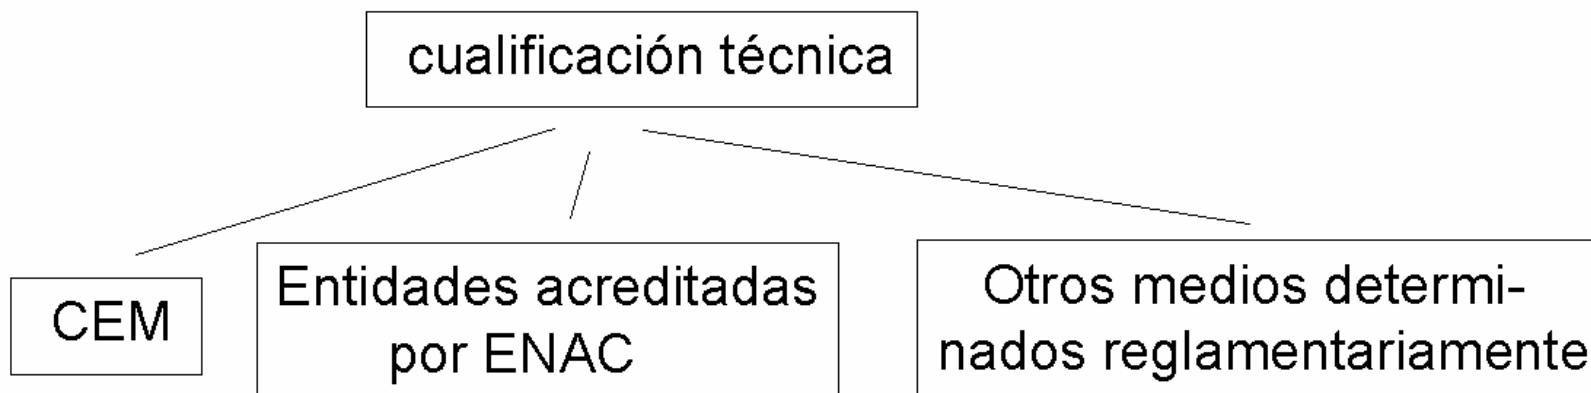 cualificación técnica
CEM
Entidades acreditadas
por ENAC
Otros medios determi-
nados reglamentariamente